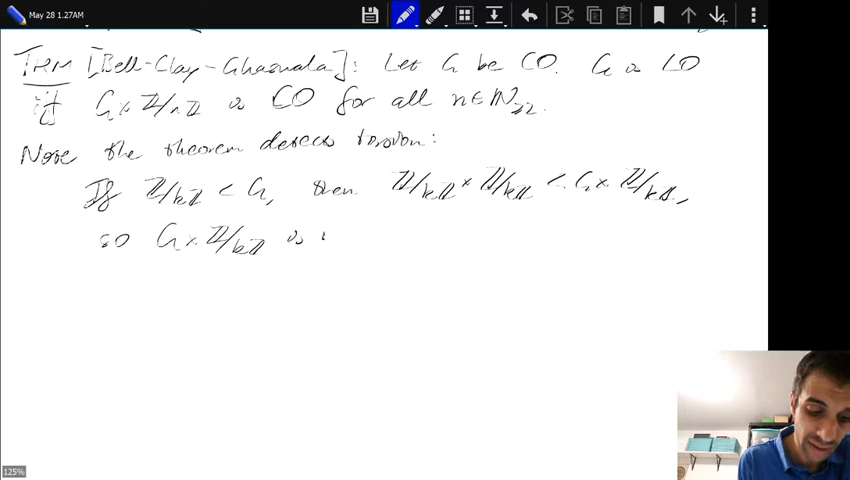 May 28 1.27AM
THM [Bell-Clay-Ghaswala]: Let G be CO. G is LO
iff G × ℤ/nℤ is CO for all n ∈ ℕ≥2.
Note the theorem detects torsion:
If ℤ/kℤ < G, then ℤ/kℤ × ℤ/kℤ < G × ℤ/kℤ,
so G × ℤ/kℤ is
125%